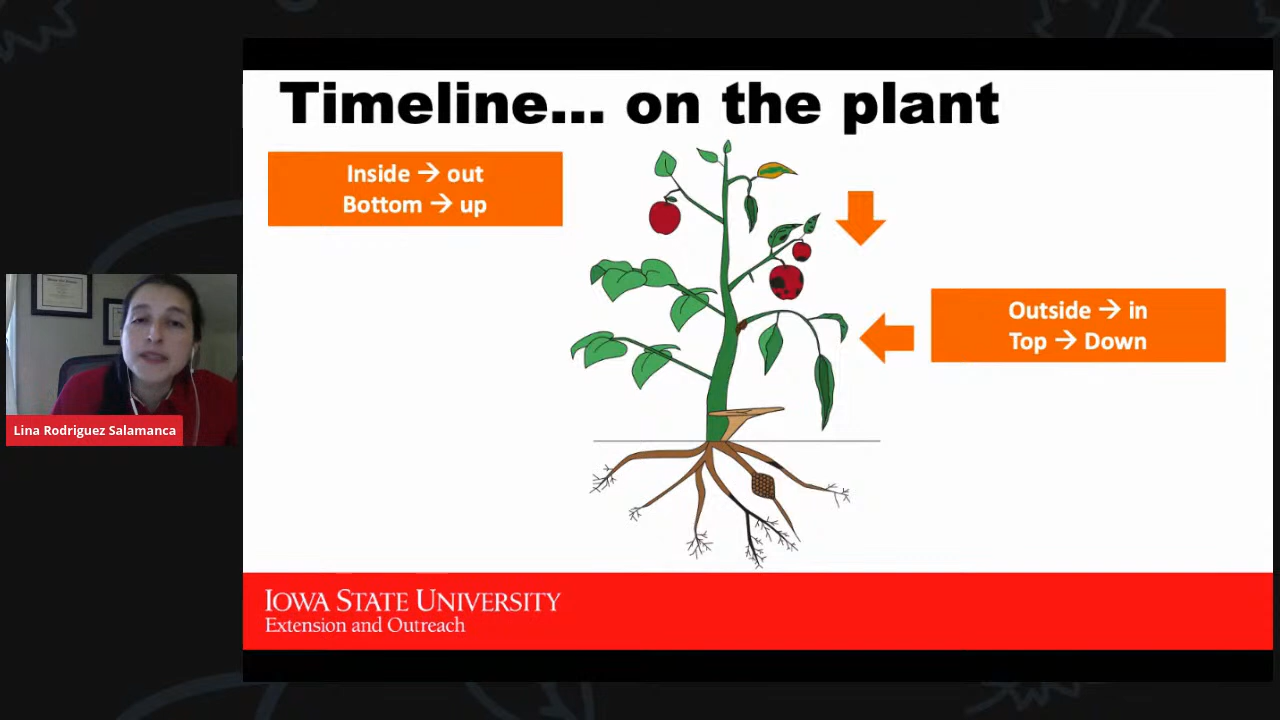 Timeline... on the plant
Inside → out
Bottom → up
Outside → in
Top → Down
Lina Rodriguez Salamanca
IOWA STATE UNIVERSITY
Extension and Outreach